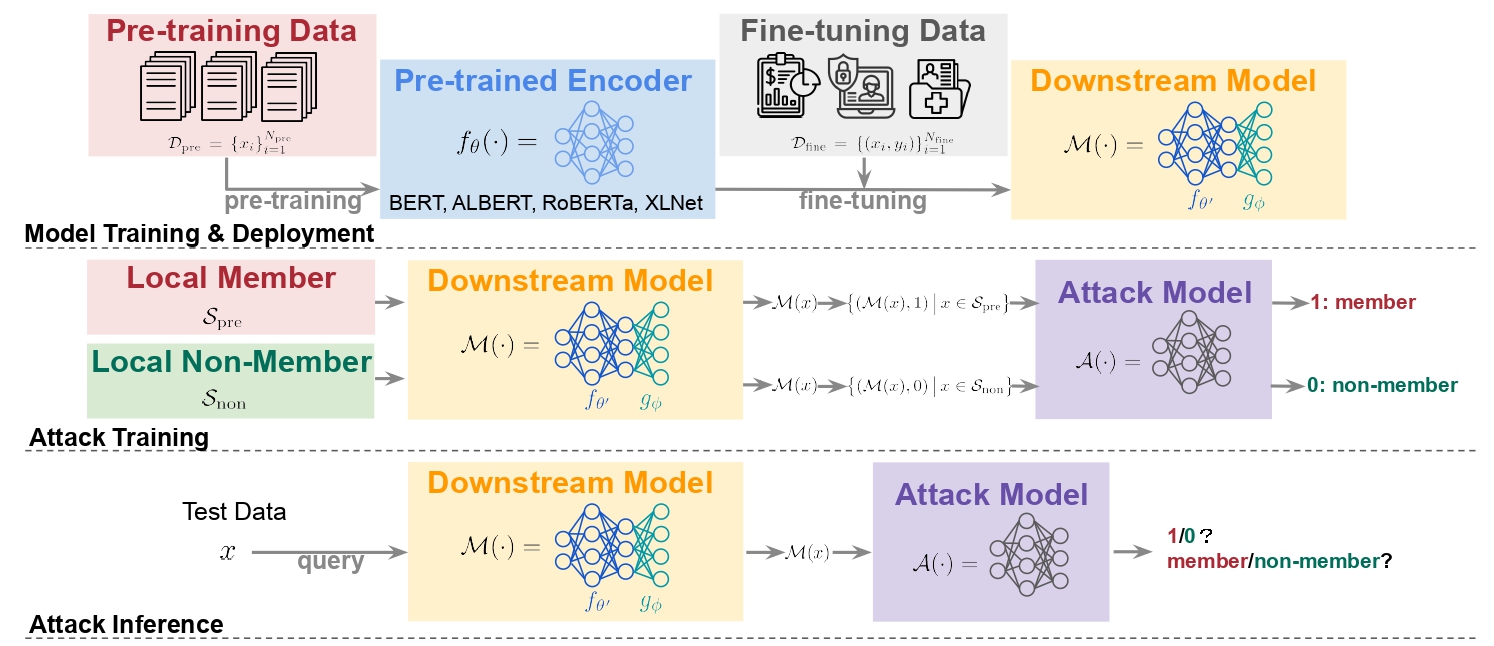 Pre-training Data
$\mathcal{D}_{\text{pre}} = \{x_i\}_{i=1}^{N_{\text{pre}}}$
pre-training
Pre-trained Encoder
$f_\theta(\cdot) =$
BERT, ALBERT, RoBERTa, XLNet
Fine-tuning Data
$\mathcal{D}_{\text{fine}} = \{(x_i, y_i)\}_{i=1}^{N_{\text{fine}}}$
fine-tuning
Downstream Model
$\mathcal{M}(\cdot) =$
$f_{\theta'}$ $g_\phi$
Model Training & Deployment
Local Member
$\mathcal{S}_{\text{pre}}$
Local Non-Member
$\mathcal{S}_{\text{non}}$
Downstream Model
$\mathcal{M}(\cdot) =$
$f_{\theta'}$ $g_\phi$
$\mathcal{M}(x)$ $\{(\mathcal{M}(x), 1) \mid x \in \mathcal{S}_{\text{pre}}\}$
$\mathcal{M}(x)$ $\{(\mathcal{M}(x), 0) \mid x \in \mathcal{S}_{\text{non}}\}$
Attack Model
$\mathcal{A}(\cdot) =$
1: member
0: non-member
Attack Training
Test Data
$x$
query
Downstream Model
$\mathcal{M}(\cdot) =$
$f_{\theta'}$ $g_\phi$
$\mathcal{M}(x)$
Attack Model
$\mathcal{A}(\cdot) =$
1/0 ?
member/non-member?
Attack Inference